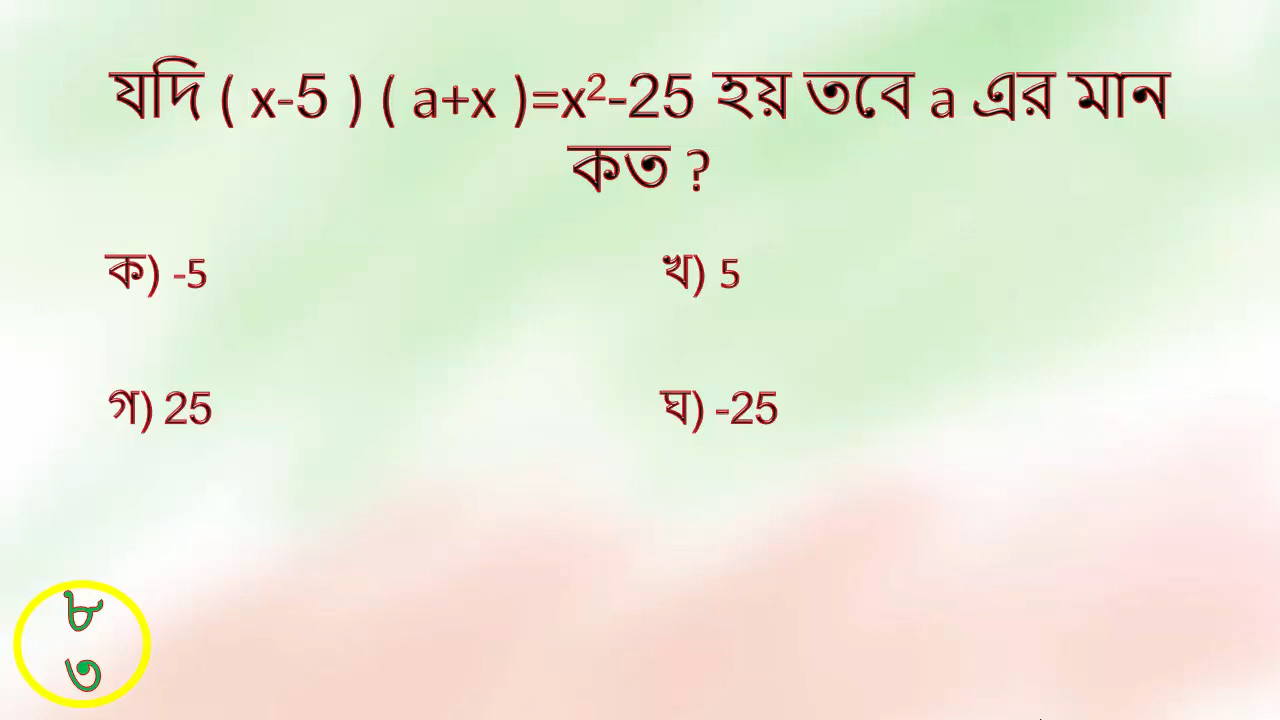 যদি ( x-5 ) ( a+x )=x²-25 হয় তবে a এর মান
কত ?
ক) -5
খ) 5
গ) 25
ঘ) -25
৮
৩